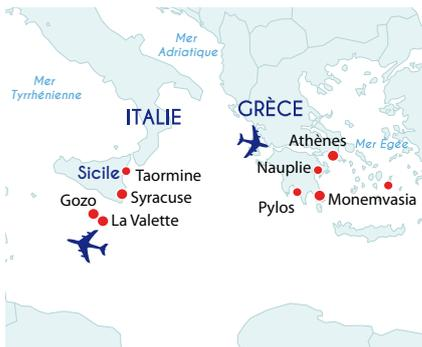 Mer
Adriatique
Mer
Tyrrhénienne
ITALIE
GRÈCE
Athènes
Mer Egée
Sicile
Taormine
Nauplie
Gozo
Syracuse
Pylos
Monemvasia
La Valette